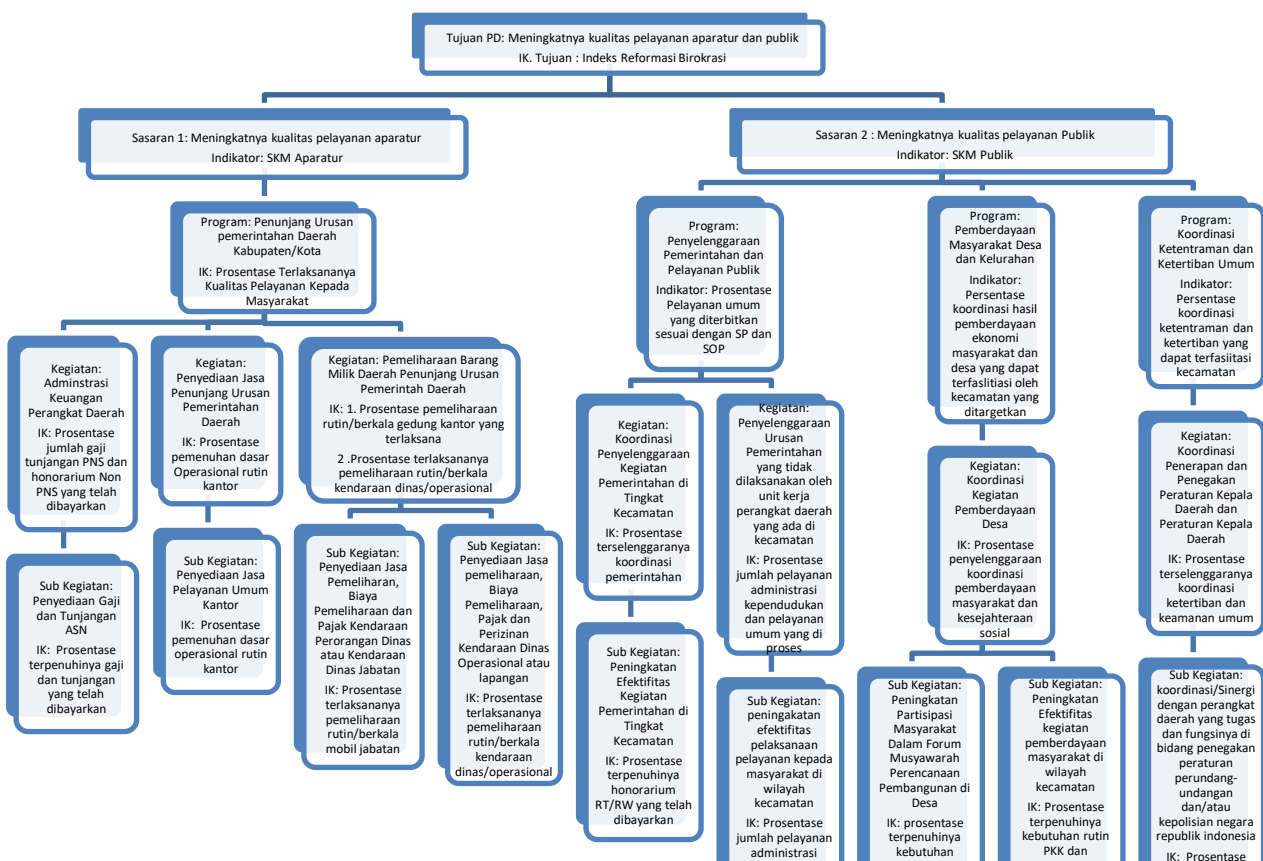 Tujuan PD: Meningkatnya kualitas pelayanan aparatur dan publik
IK. Tujuan : Indeks Reformasi Birokrasi
Sasaran 1: Meningkatnya kualitas pelayanan aparatur
Indikator: SKM Aparatur
Sasaran 2 : Meningkatnya kualitas pelayanan Publik
Indikator: SKM Publik
Program: Penunjang Urusan
pemerintahan Daerah
Kabupaten/Kota
IK: Prosentase Terlaksananya
Kualitas Pelayanan Kepada
Masyarakat
Program:
Penyelenggaraan
Pemerintahan dan
Pelayanan Publik
Indikator: Prosentase
Pelayanan umum
yang diterbitkan
sesuai dengan SP dan
SOP
Program:
Pemberdayaan
Masyarakat Desa
dan Kelurahan
Indikator:
Persentase
koordinasi hasil
pemberdayaan
ekonomi
masyarakat dan
desa yang dapat
terfaslitiasi oleh
kecamatan yang
ditargetkan
Program:
Koordinasi
Ketentraman dan
Ketertiban Umum
Indikator:
Persentase
koordinasi
ketentraman dan
ketertiban yang
dapat terfasiitasi
kecamatan
Kegiatan:
Adminstrasi
Keuangan
Perangkat Daerah
IK: Prosentase
jumlah gaji
tunjangan PNS dan
honorarium Non
PNS yang telah
dibayarkan
Kegiatan:
Penyediaan Jasa
Penunjang Urusan
Pemerintahan
Daerah
IK: Prosentase
pemenuhan dasar
Operasional rutin
kantor
Kegiatan: Pemeliharaan Barang
Milik Daerah Penunjang Urusan
Pemerintah Daerah
IK: 1. Prosentase pemeliharaan
rutin/berkala gedung kantor yang
terlaksana
2 .Prosentase terlaksananya
pemeliharaan rutin/berkala
kendaraan dinas/operasional
Kegiatan:
Koordinasi
Penyelenggaraan
Kegiatan
Pemerintahan di
Tingkat
Kecamatan
IK: Prosentase
terselenggaranya
koordinasi
pemerintahan
Kegiatan:
Penyelenggaraan
Urusan
Pemerintahan
yang tidak
dilaksanakan oleh
unit kerja
perangkat daerah
yang ada di
kecamatan
IK: Prosentase
jumlah pelayanan
administrasi
kependudukan
dan pelayanan
umum yang di
proses
Kegiatan:
Koordinasi
Kegiatan
Pemberdayaan
Desa
IK: Prosentase
penyelenggaraan
koordinasi
pemberdayaan
masyarakat dan
kesejahteraan
sosial
Kegiatan:
Koordinasi
Penerapan dan
Penegakan
Peraturan Kepala
Daerah dan
Peraturan Kepala
Daerah
IK: Prosentase
terselenggaranya
koordinasi
ketertiban dan
keamanan umum
Sub Kegiatan:
Penyediaan Gaji
dan Tunjangan
ASN
IK: Prosentase
terpenuhinya gaji
dan tunjangan
yang telah
dibayarkan
Sub Kegiatan:
Penyediaan Jasa
Pelayanan Umum
Kantor
IK: Prosentase
pemenuhan dasar
operasional rutin
kantor
Sub Kegiatan:
Penyediaan Jasa
Pemeliharan,
Biaya
Pemeliharaan dan
Pajak Kendaraan
Perorangan Dinas
atau Kendaraan
Dinas Jabatan
IK: Prosentase
terlaksananya
pemeliharaan
rutin/berkala
mobil jabatan
Sub Kegiatan:
Penyediaan Jasa
pemeliharaan,
Biaya
Pemeliharaan,
Pajak dan
Perizinan
Kendaraan Dinas
Operasional atau
lapangan
IK: Prosentase
terlaksananya
pemeliharaan
rutin/berkala
kendaraan
dinas/operasional
Sub Kegiatan:
Peningkatan
Efektifitas
Kegiatan
Pemerintahan di
Tingkat
Kecamatan
IK: Prosentase
terpenuhinya
honorarium
RT/RW yang telah
dibayarkan
Sub Kegiatan:
peningakatan
efektifitas
pelaksanaan
pelayanan kepada
masyarakat di
wilayah
kecamatan
IK: Prosentase
jumlah pelayanan
administrasi
Sub Kegiatan:
Peningkatan
Partisipasi
Masyarakat
Dalam Forum
Musyawarah
Perencanaan
Pembangunan di
Desa
IK: prosentase
terpenuhinya
kebutuhan
Sub Kegiatan:
Peningkatan
Efektifitas
kegiatan
pemberdayaan
masyarakat di
wilayah
kecamatan
IK: Prosentase
terpenuhinya
kebutuhan rutin
PKK dan
Sub Kegiatan:
koordinasi/Sinergi
dengan perangkat
daerah yang tugas
dan fungsinya di
bidang penegakan
peraturan
perundang-
undangan
dan/atau
kepolisian negara
republik indonesia
IK: Prosentase